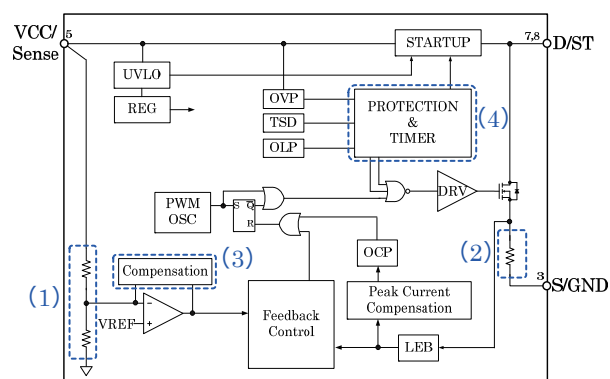 VCC/
Sense
5
STARTUP
7,8
D/ST
UVLO
REG
OVP
TSD
OLP
PROTECTION
&
TIMER
(4)
PWM
OSC
S
Q
R
DRV
OCP
(2)
3
S/GND
Compensation
(3)
(1)
VREF
−
+
Feedback
Control
Peak Current
Compensation
LEB